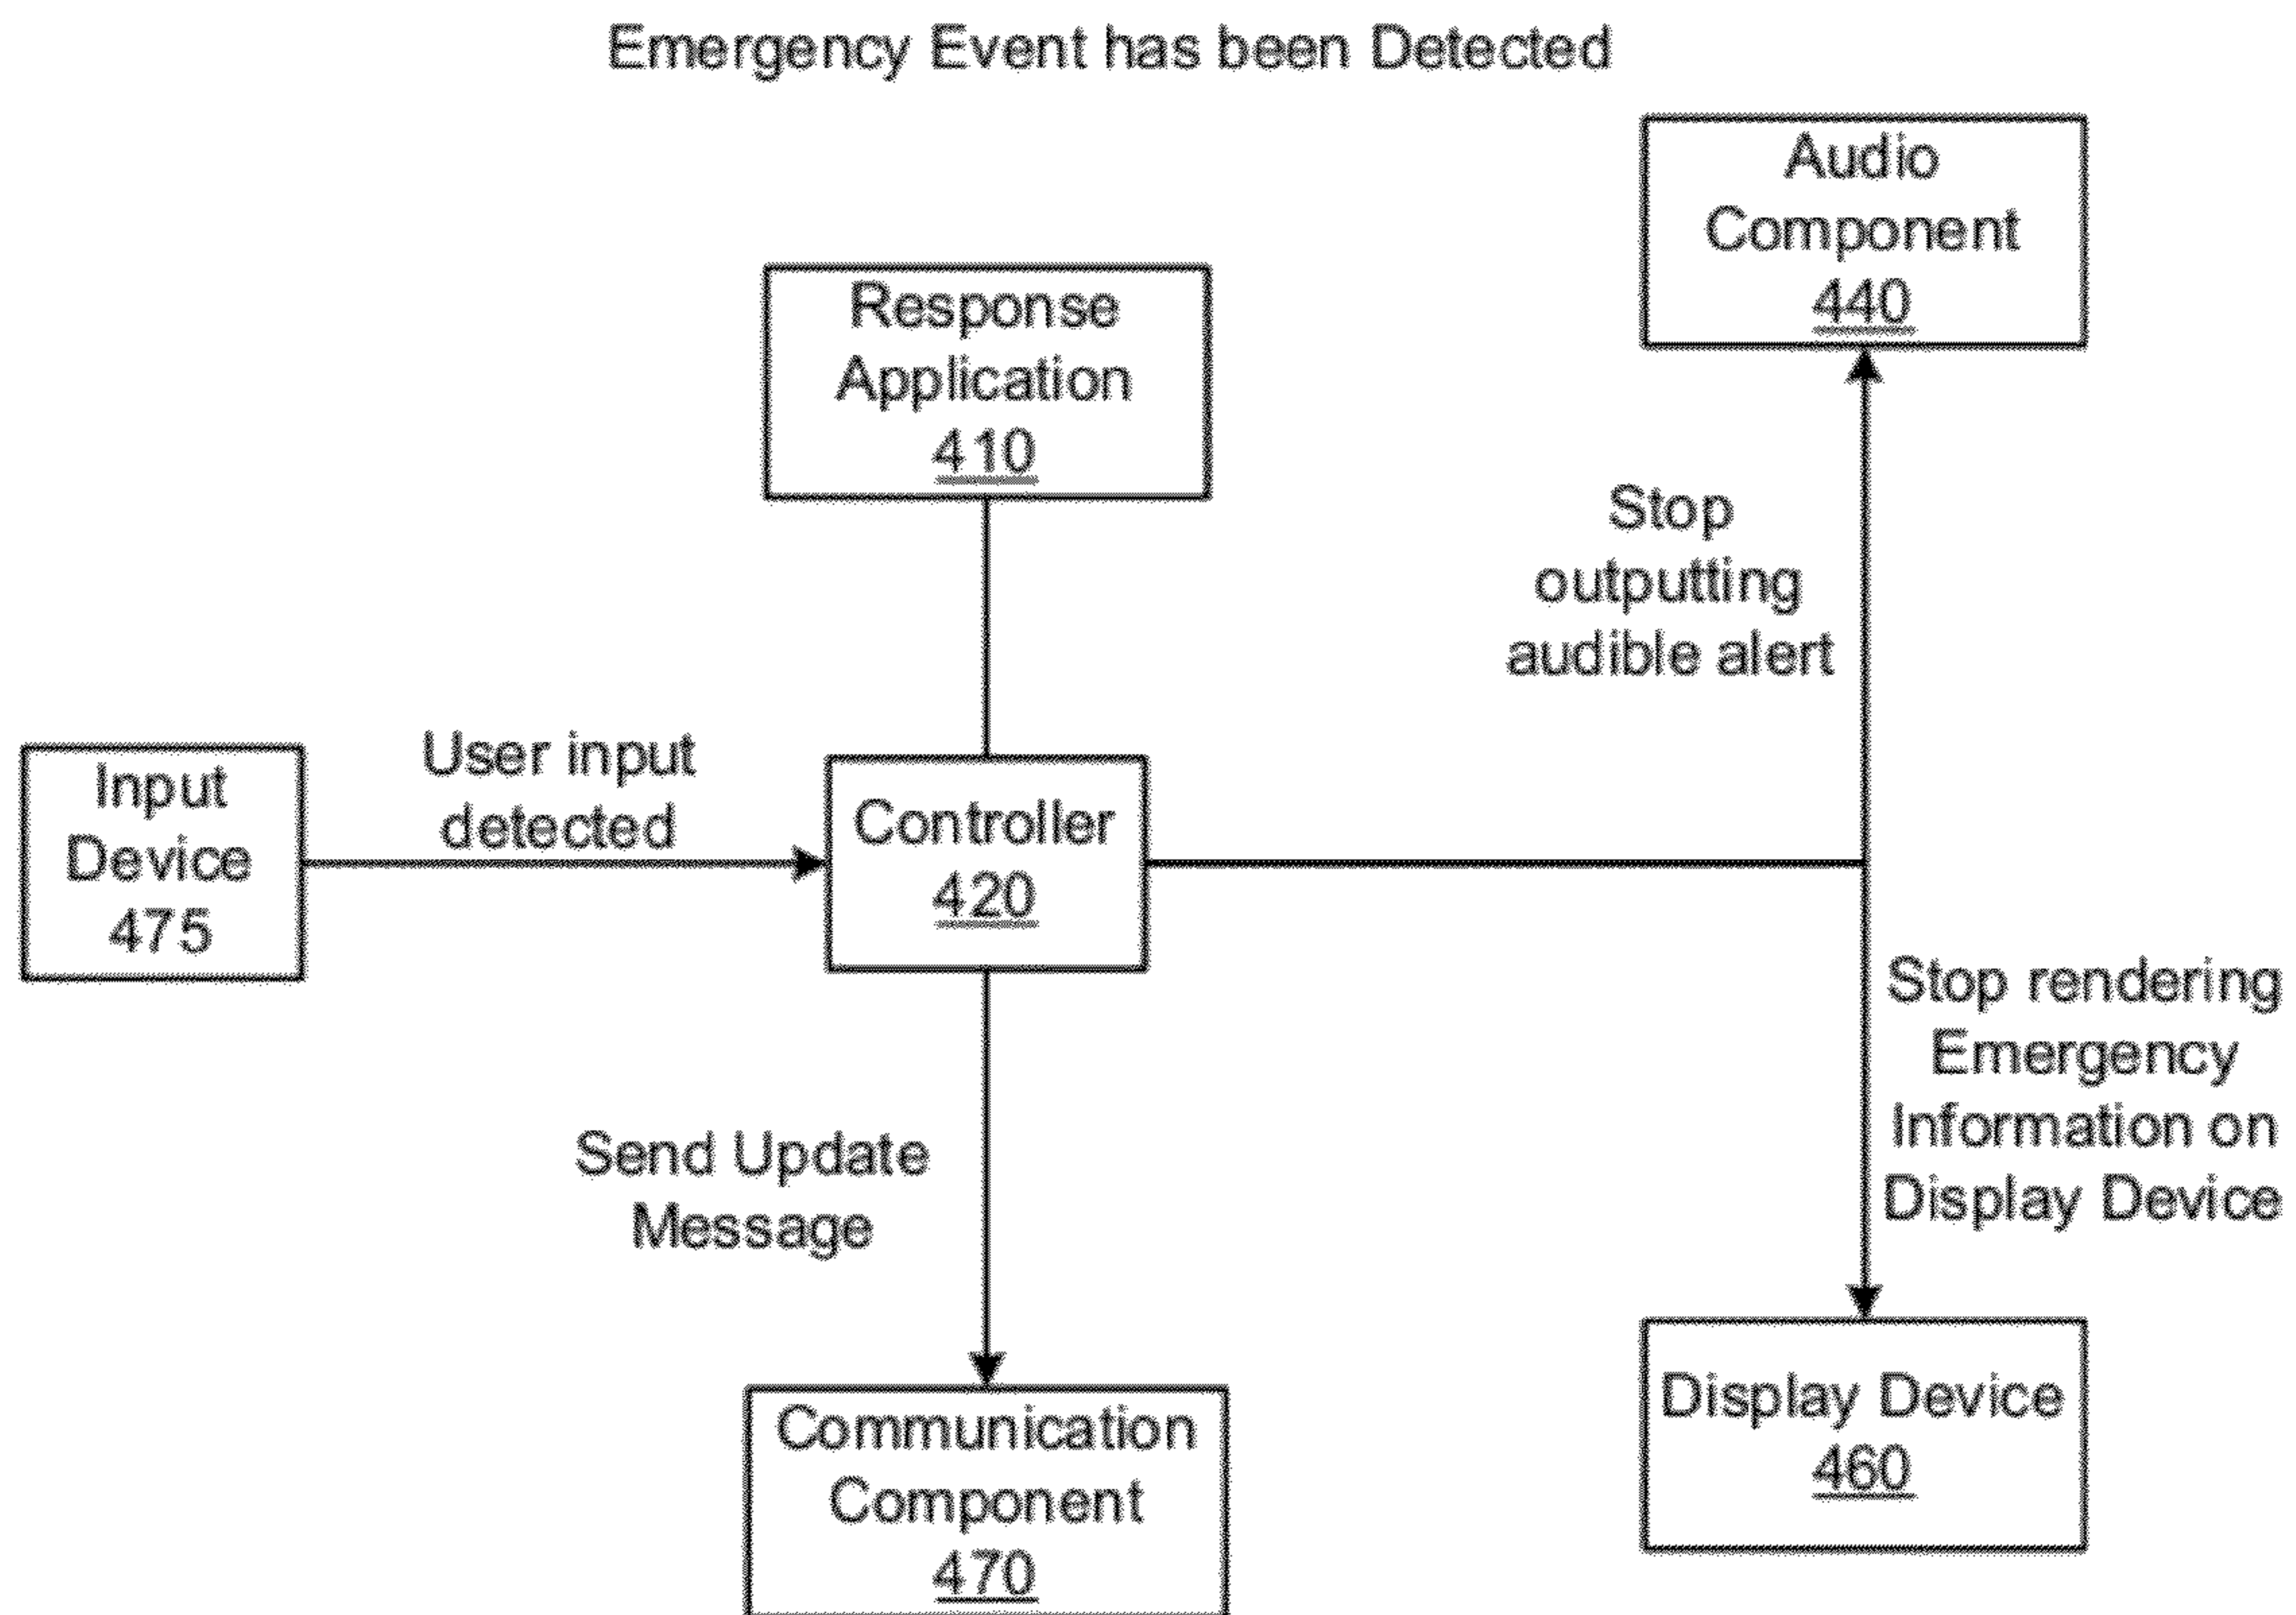 Emergency Event has been Detected
Audio
Component
440
Response
Application
410
Stop
outputting
audible alert
User input
detected
Input
Device
475
Controller
420
Stop rendering
Emergency
Information on
Display Device
Send Update
Message
Display Device
460
Communication
Component
470